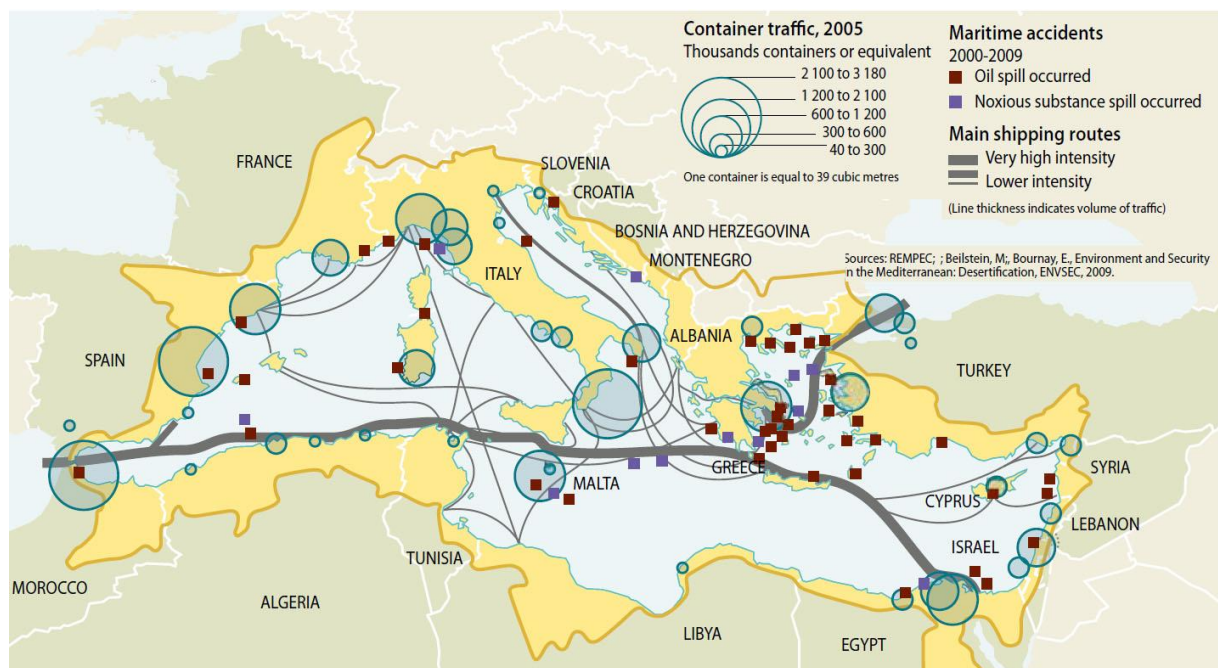 Container traffic, 2005
Thousands containers or equivalent
2 100 to 3 180
1 200 to 2 100
600 to 1 200
300 to 600
40 to 300
One container is equal to 39 cubic metres
Maritime accidents
2000-2009
Oil spill occurred
Noxious substance spill occurred
Main shipping routes
Very high intensity
Lower intensity
(Line thickness indicates volume of traffic)
Sources: REMPEC; ; Beilstein, M;, Bournay, E., Environment and Security
in the Mediterranean: Desertification, ENVSEC, 2009.
FRANCE
SLOVENIA
CROATIA
BOSNIA AND HERZEGOVINA
MONTENEGRO
ITALY
ALBANIA
SPAIN
TURKEY
GREECE
SYRIA
MALTA
CYPRUS
LEBANON
ISRAEL
TUNISIA
MOROCCO
ALGERIA
LIBYA
EGYPT